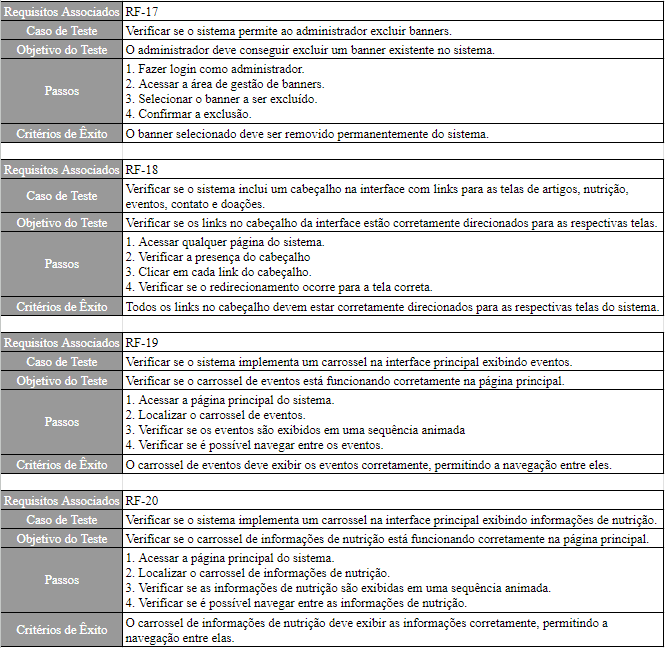 Requisitos Associados RF-17
Caso de Teste Verificar se o sistema permite ao administrador excluir banners.
Objetivo do Teste O administrador deve conseguir excluir um banner existente no sistema.
Passos
1. Fazer login como administrador.
2. Acessar a área de gestão de banners.
3. Selecionar o banner a ser excluído.
4. Confirmar a exclusão.
Critérios de Êxito O banner selecionado deve ser removido permanentemente do sistema.
Requisitos Associados RF-18
Caso de Teste
Verificar se o sistema inclui um cabeçalho na interface com links para as telas de artigos, nutrição,
eventos, contato e doações.
Objetivo do Teste Verificar se os links no cabeçalho da interface estão corretamente direcionados para as respectivas telas.
Passos
1. Acessar qualquer página do sistema.
2. Verificar a presença do cabeçalho
3. Clicar em cada link do cabeçalho.
4. Verificar se o redirecionamento ocorre para a tela correta.
Critérios de Êxito Todos os links no cabeçalho devem estar corretamente direcionados para as respectivas telas do sistema.
Requisitos Associados RF-19
Caso de Teste Verificar se o sistema implementa um carrossel na interface principal exibindo eventos.
Objetivo do Teste Verificar se o carrossel de eventos está funcionando corretamente na página principal.
Passos
1. Acessar a página principal do sistema.
2. Localizar o carrossel de eventos.
3. Verificar se os eventos são exibidos em uma sequência animada
4. Verificar se é possível navegar entre os eventos.
Critérios de Êxito O carrossel de eventos deve exibir os eventos corretamente, permitindo a navegação entre eles.
Requisitos Associados RF-20
Caso de Teste Verificar se o sistema implementa um carrossel na interface principal exibindo informações de nutrição.
Objetivo do Teste Verificar se o carrossel de informações de nutrição está funcionando corretamente na página principal.
Passos
1. Acessar a página principal do sistema.
2. Localizar o carrossel de informações de nutrição.
3. Verificar se as informações de nutrição são exibidas em uma sequência animada.
4. Verificar se é possível navegar entre as informações de nutrição.
Critérios de Êxito
O carrossel de informações de nutrição deve exibir as informações corretamente, permitindo a
navegação entre elas.